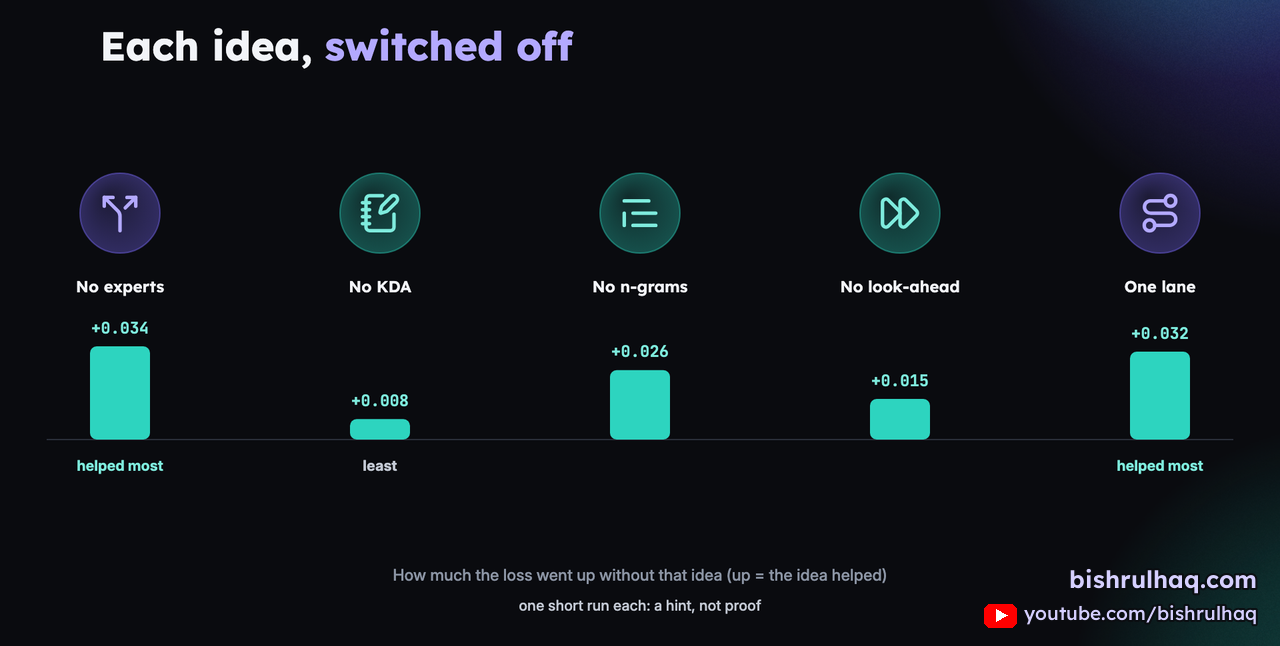 Each idea, switched off
No experts
No KDA
No n-grams
No look-ahead
One lane
+0.034
+0.008
+0.026
+0.015
+0.032
helped most
least
helped most
How much the loss went up without that idea (up = the idea helped)
one short run each: a hint, not proof
bishrulhaq.com
youtube.com/bishrulhaq